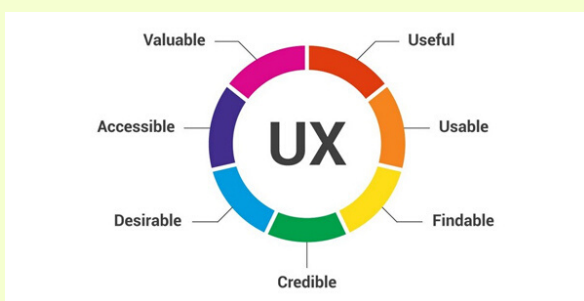 Valuable
Useful
Accessible
UX
Usable
Desirable
Findable
Credible